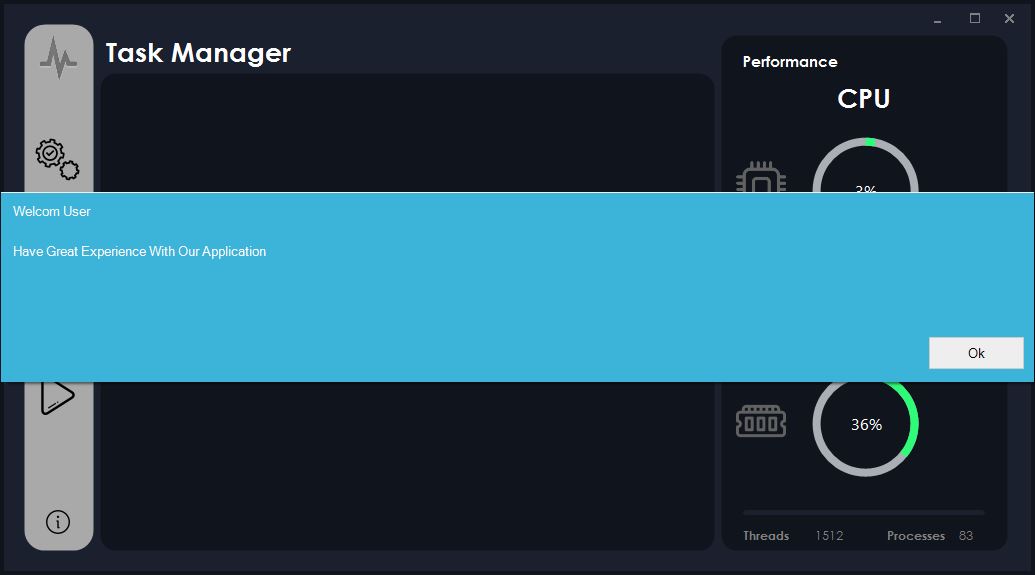 Task Manager
Performance
CPU
3%
Welcom User
Have Great Experience With Our Application
Ok
36%
Threads 1512 Processes 83